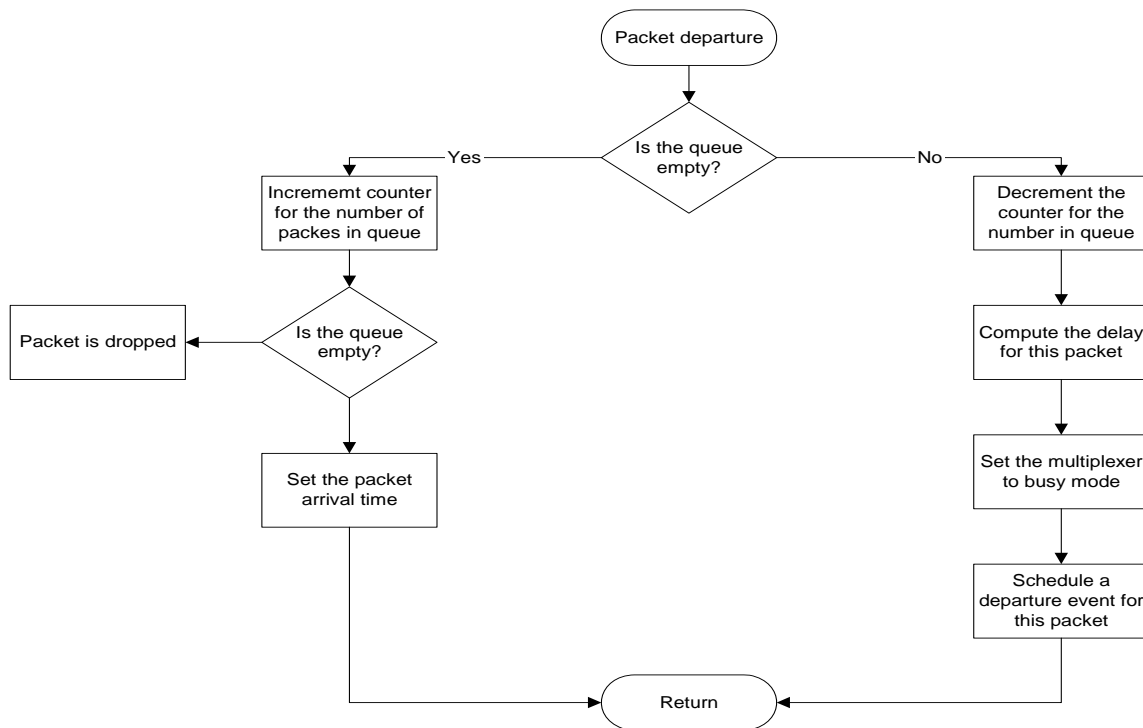 Packet departure
Is the queue
empty?
Yes
No
Incrememt counter
for the number of
packes in queue
Decrement the
counter for the
number in queue
Is the queue
empty?
Packet is dropped
Compute the delay
for this packet
Set the packet
arrival time
Set the multiplexer
to busy mode
Schedule a
departure event for
this packet
Return